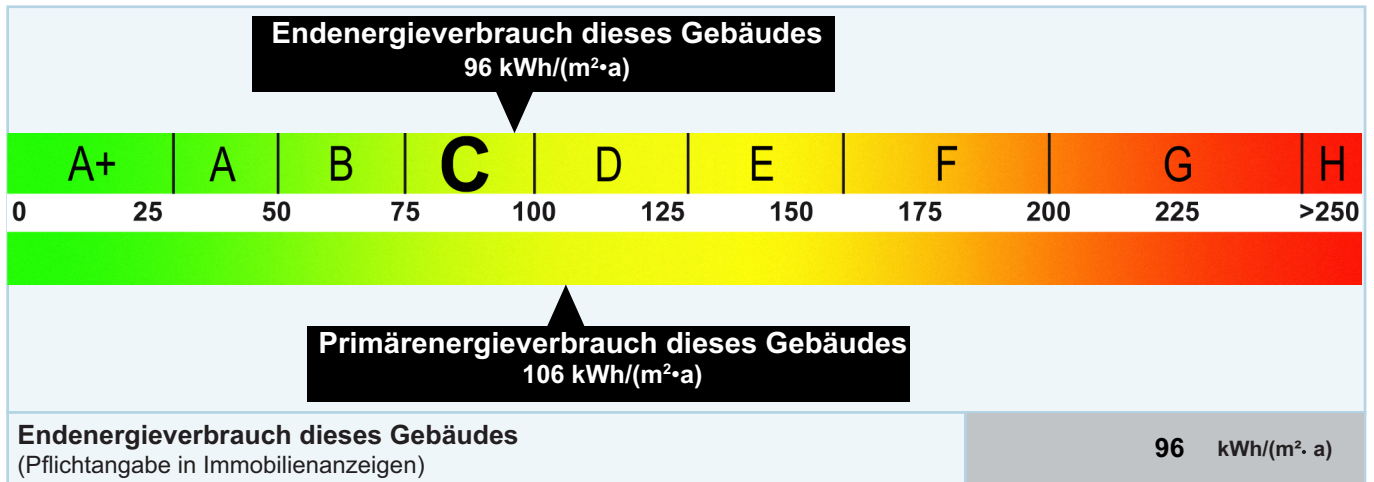 Endenergieverbrauch dieses Gebäudes
96 kWh/(m²•a)
A+ A B C D E F G H
0 25 50 75 100 125 150 175 200 225 >250
Primärenergieverbrauch dieses Gebäudes
106 kWh/(m²•a)
Endenergieverbrauch dieses Gebäudes
(Pflichtangabe in Immobilienanzeigen)
96 kWh/(m²· a)